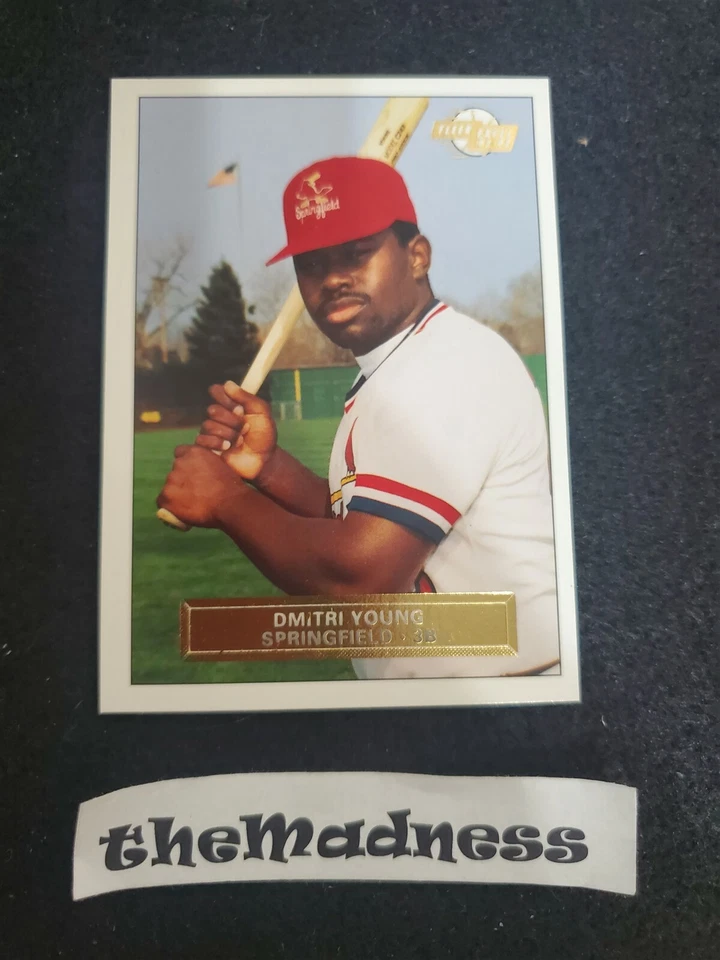 Springfield
DMITRI YOUNG
SPRINGFIELD · 3B
theMadness